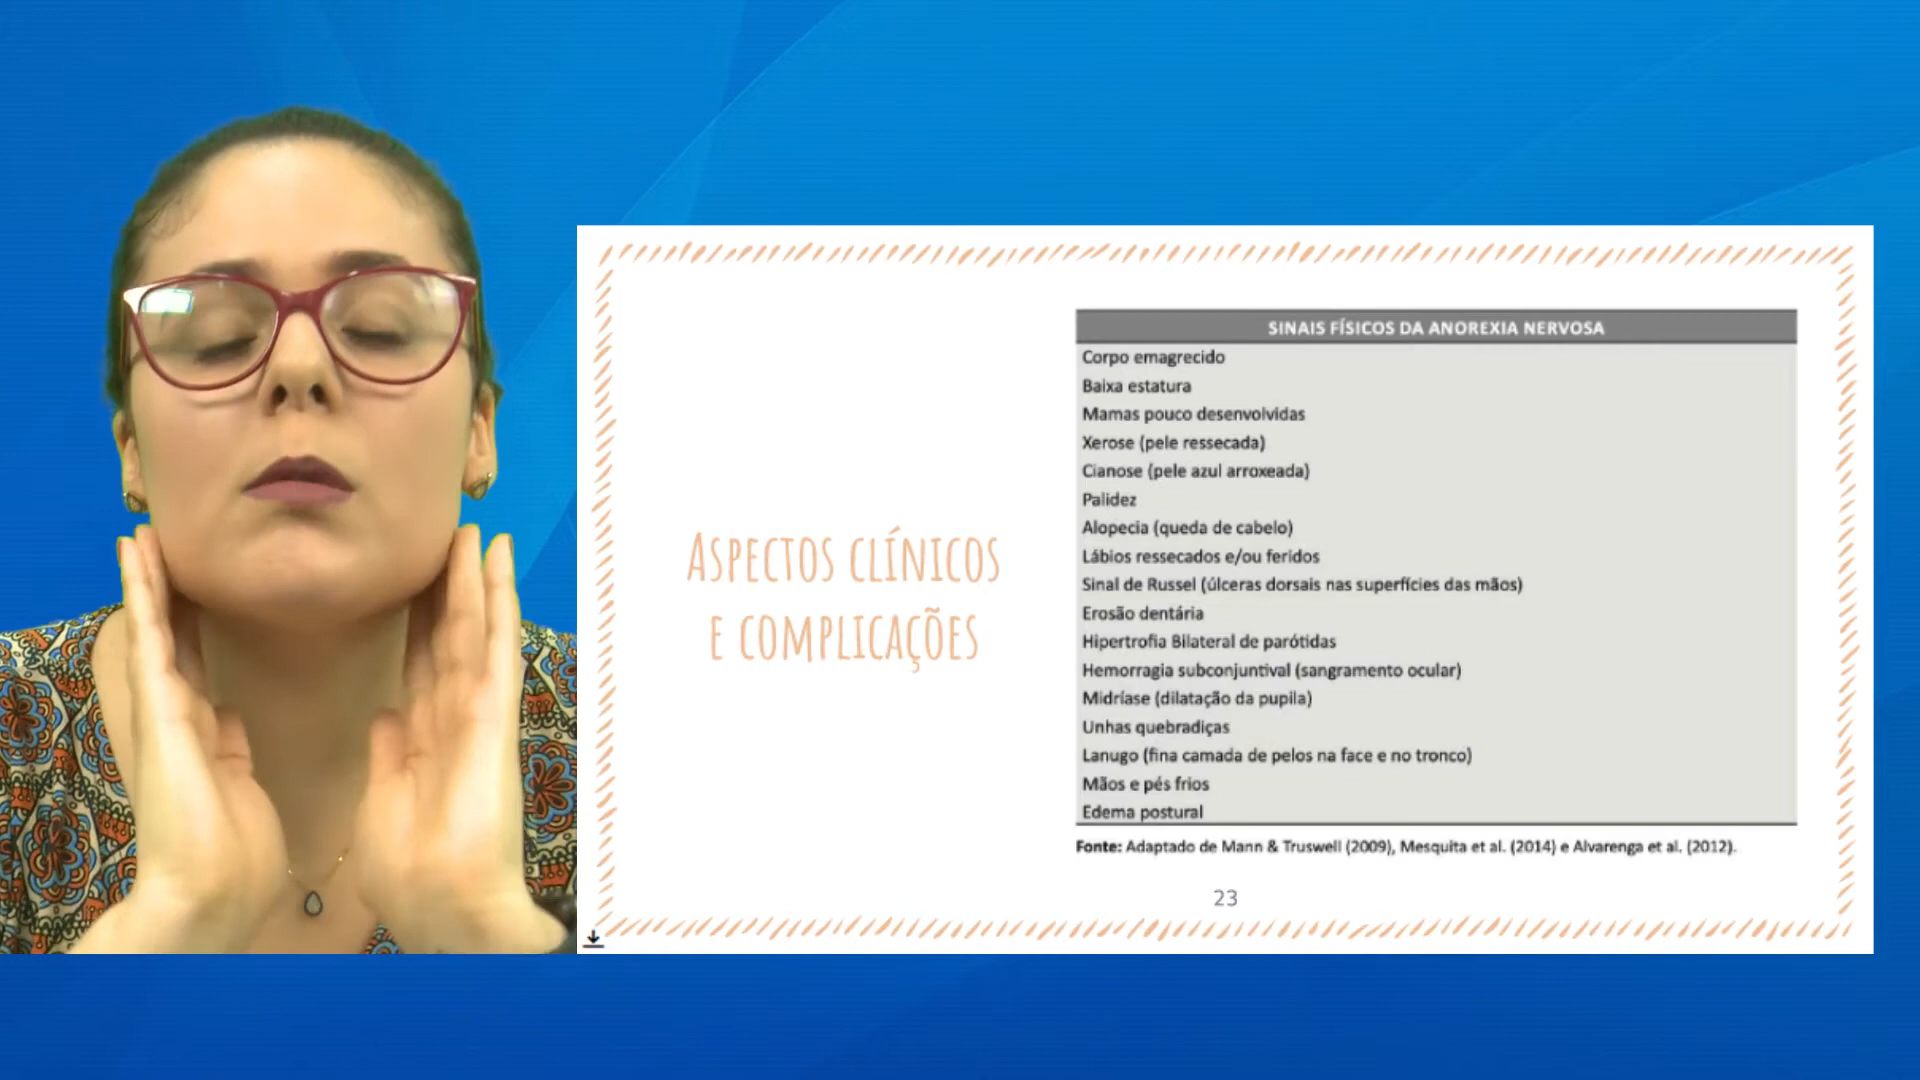 ASPECTOS CLÍNICOS
E COMPLICAÇÕES
SINAIS FÍSICOS DA ANOREXIA NERVOSA
Corpo emagrecido
Baixa estatura
Mamas pouco desenvolvidas
Xerose (pele ressecada)
Cianose (pele azul arroxeada)
Palidez
Alopecia (queda de cabelo)
Lábios ressecados e/ou feridos
Sinal de Russel (úlceras dorsais nas superfícies das mãos)
Erosão dentária
Hipertrofia Bilateral de parótidas
Hemorragia subconjuntival (sangramento ocular)
Midríase (dilatação da pupila)
Unhas quebradiças
Lanugo (fina camada de pelos na face e no tronco)
Mãos e pés frios
Edema postural
Fonte: Adaptado de Mann & Truswell (2009), Mesquita et al. (2014) e Alvarenga et al. (2012).
23